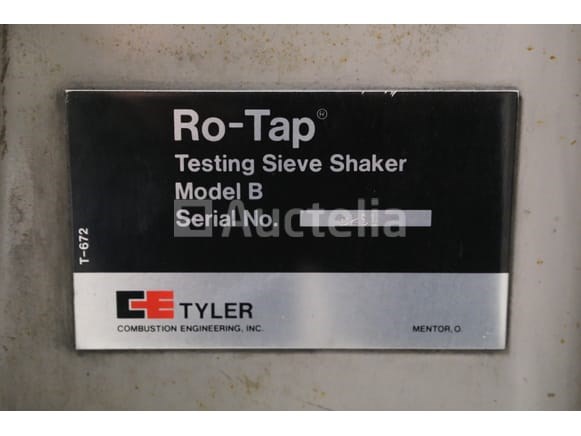 Ro-Tap®
Testing Sieve Shaker
Model B
Serial No.
Auctelia
T-672
CE TYLER
COMBUSTION ENGINEERING, INC.
MENTOR, O.